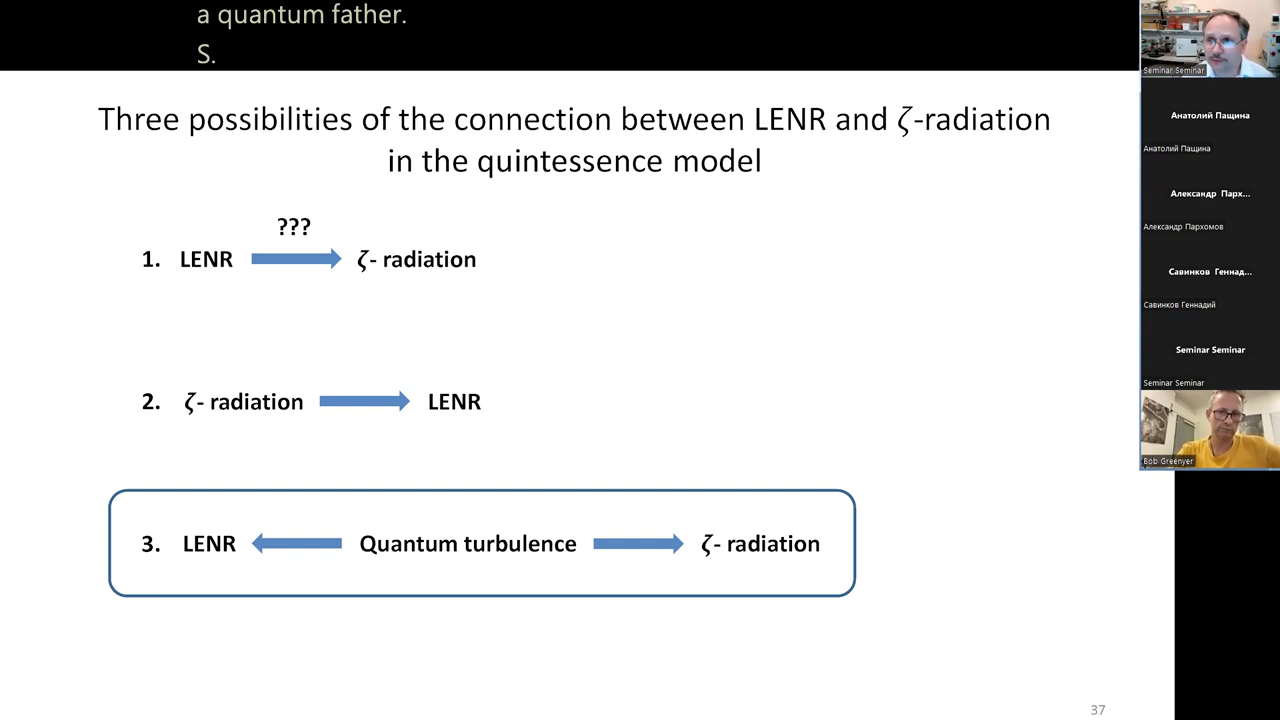 a quantum father.
S.
Three possibilities of the connection between LENR and ζ-radiation
in the quintessence model
???
1. LENR ζ- radiation
2. ζ- radiation LENR
3. LENR Quantum turbulence ζ- radiation
37
Seminar Seminar
Анатолий Пащина
Анатолий Пащина
Александр Парх...
Александр Пархомов
Савинков Геннад...
Савинков Геннадий
Seminar Seminar
Seminar Seminar
Bob Greenyer